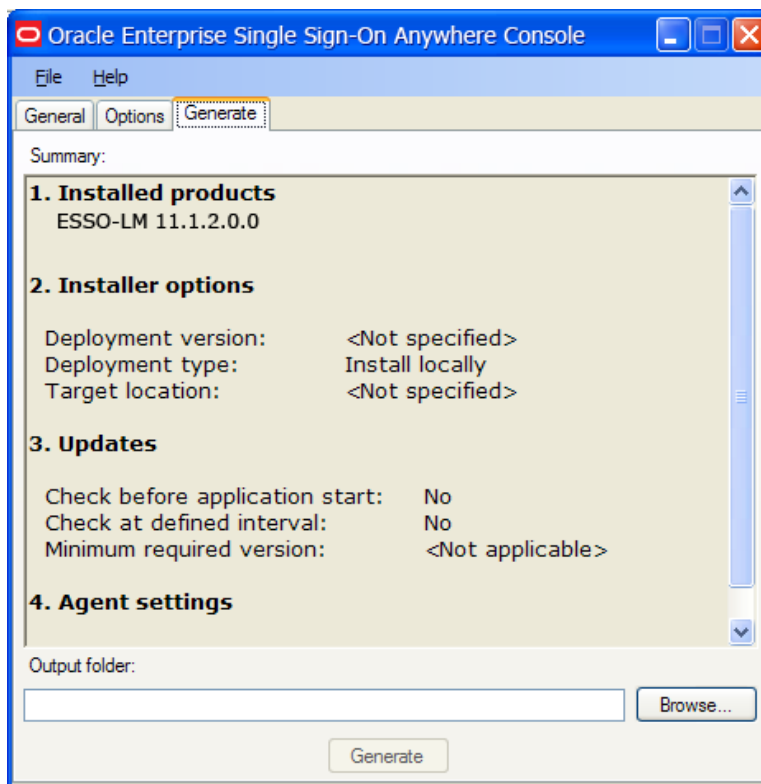 Oracle Enterprise Single Sign-On Anywhere Console
File Help
General Options Generate
Summary:
1. Installed products
ESSO-LM 11.1.2.0.0
2. Installer options
Deployment version: <Not specified>
Deployment type: Install locally
Target location: <Not specified>
3. Updates
Check before application start: No
Check at defined interval: No
Minimum required version: <Not applicable>
4. Agent settings
Output folder:
Browse...
Generate